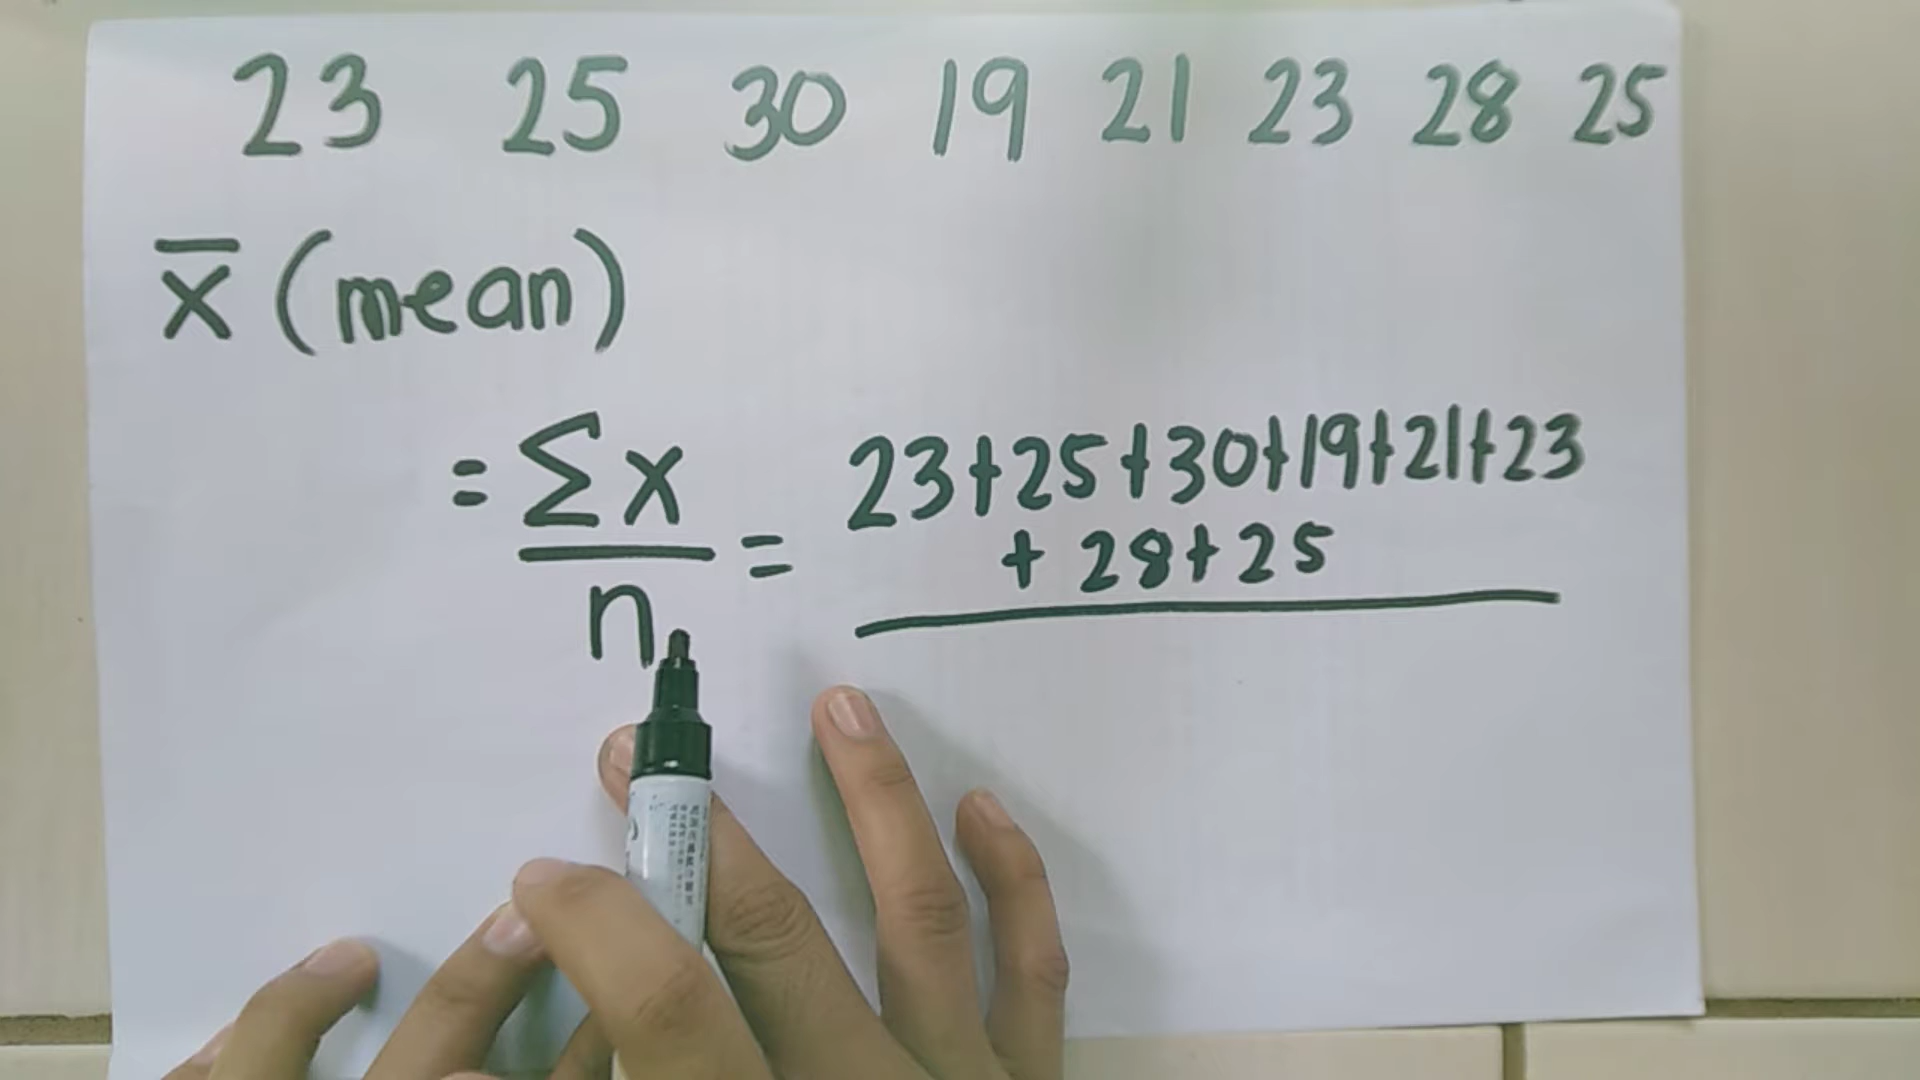 23 25 30 19 21 23 28 25
x̄ (mean)
= Σx / n = 23+25+30+19+21+23
+ 28+25